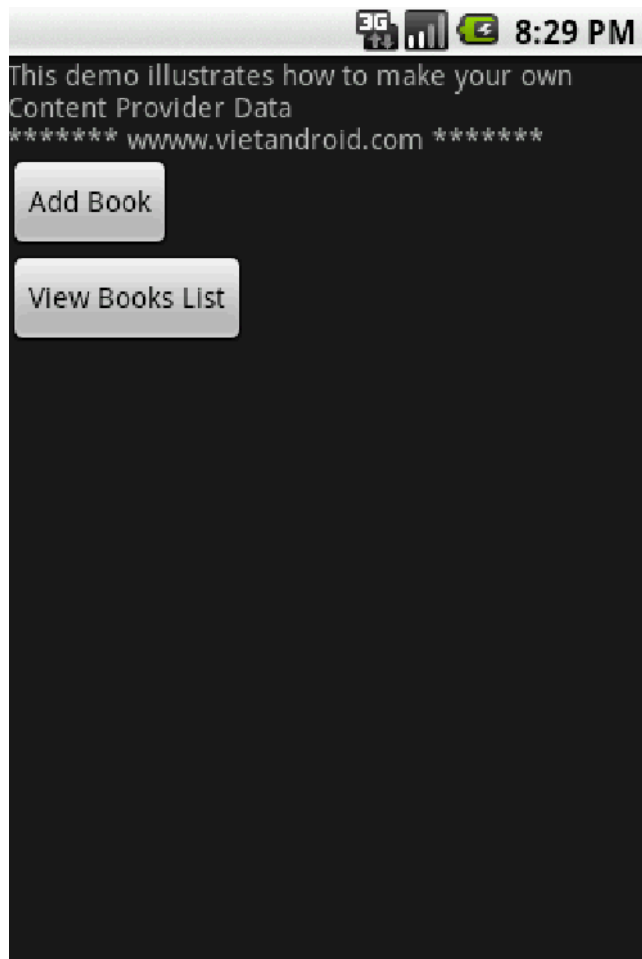 3G 8:29 PM
This demo illustrates how to make your own
Content Provider Data
******* wwww.vietandroid.com *******
Add Book
View Books List